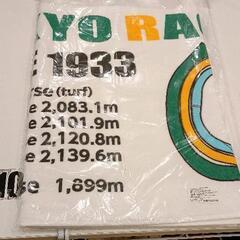 YO RA
E 1933
rse (turf)
e 2,083.1m
e 2,101.9m
e 2,120.8m
e 2,139.6m
se 1,899m